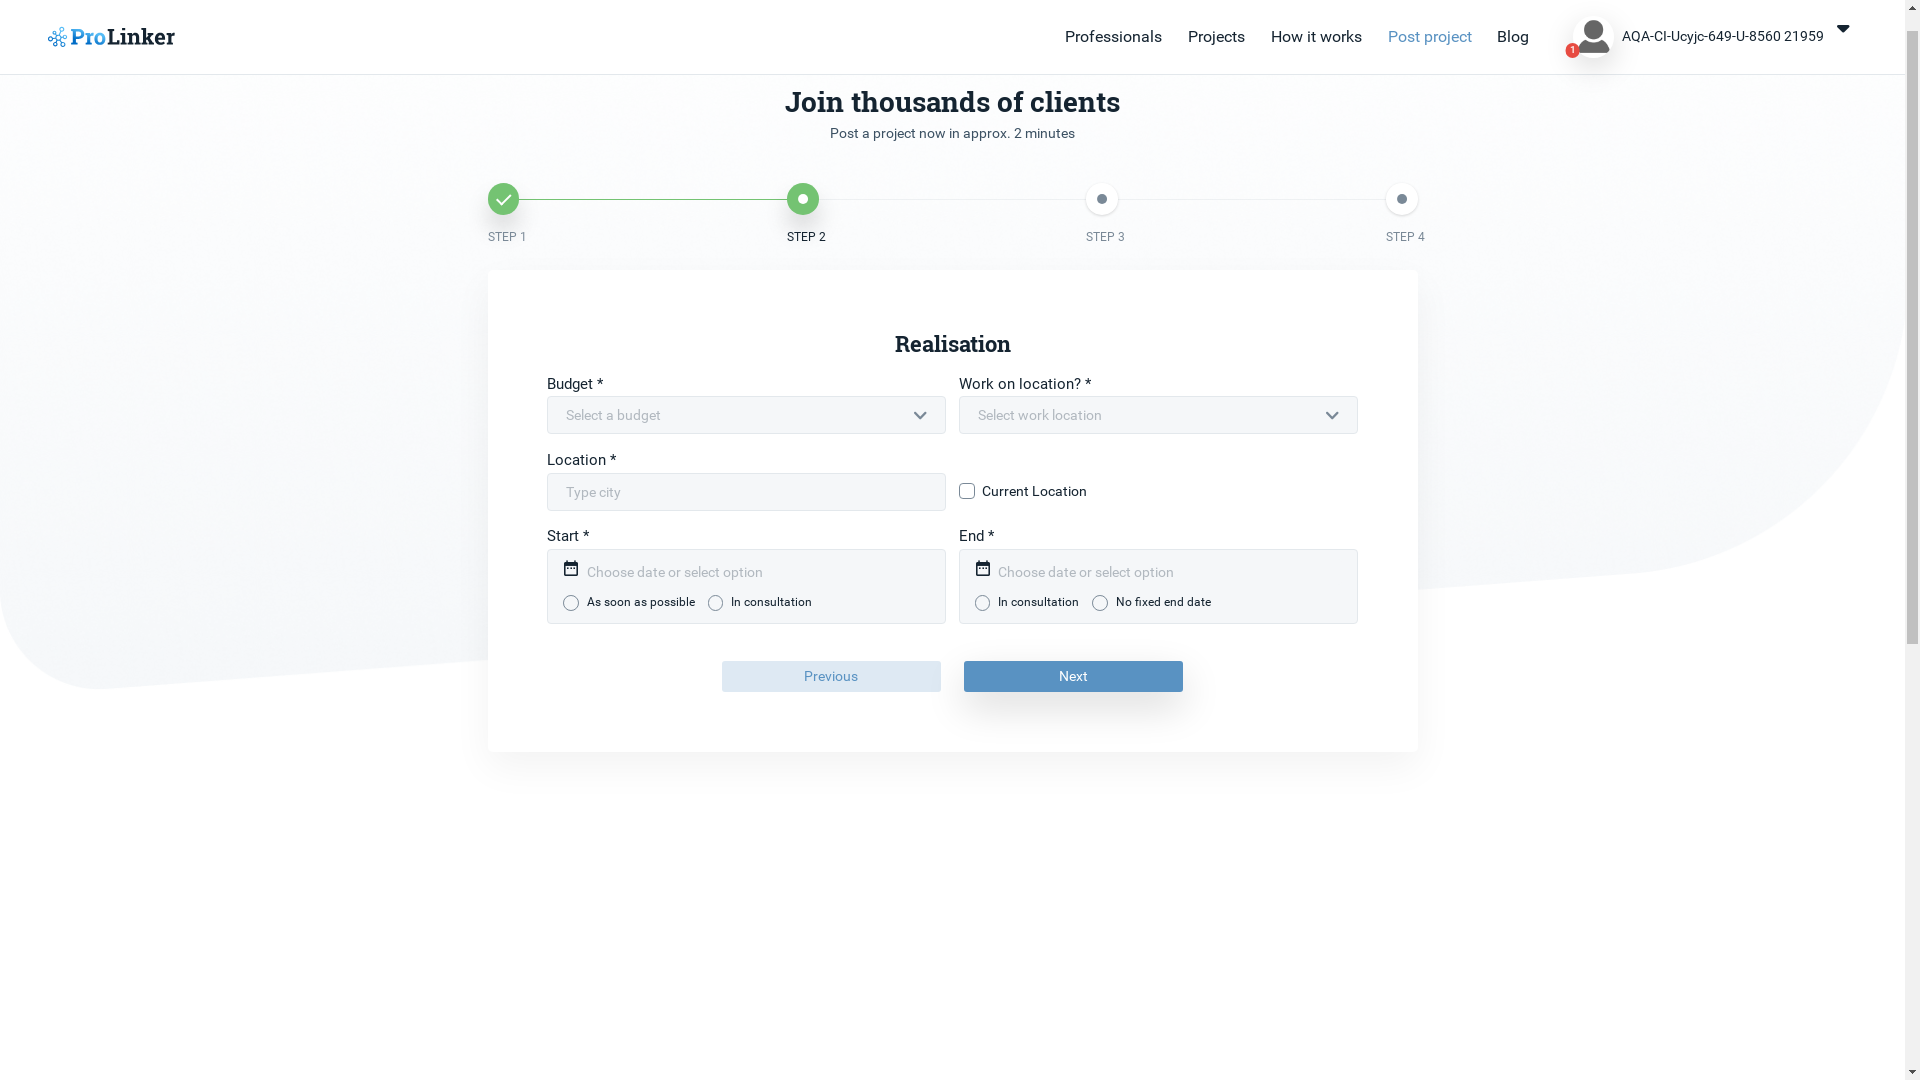 ProLinker
Professionals
Projects
How it works
Post project
Blog
1
AQA-CI-Ucyjc-649-U-8560 21959
Join thousands of clients
Post a project now in approx. 2 minutes
STEP 1
STEP 2
STEP 3
STEP 4
Realisation
Budget *
Work on location? *
Select a budget
Select work location
Location *
Type city
Current Location
Start *
End *
Choose date or select option
Choose date or select option
As soon as possible
In consultation
In consultation
No fixed end date
Previous
Next